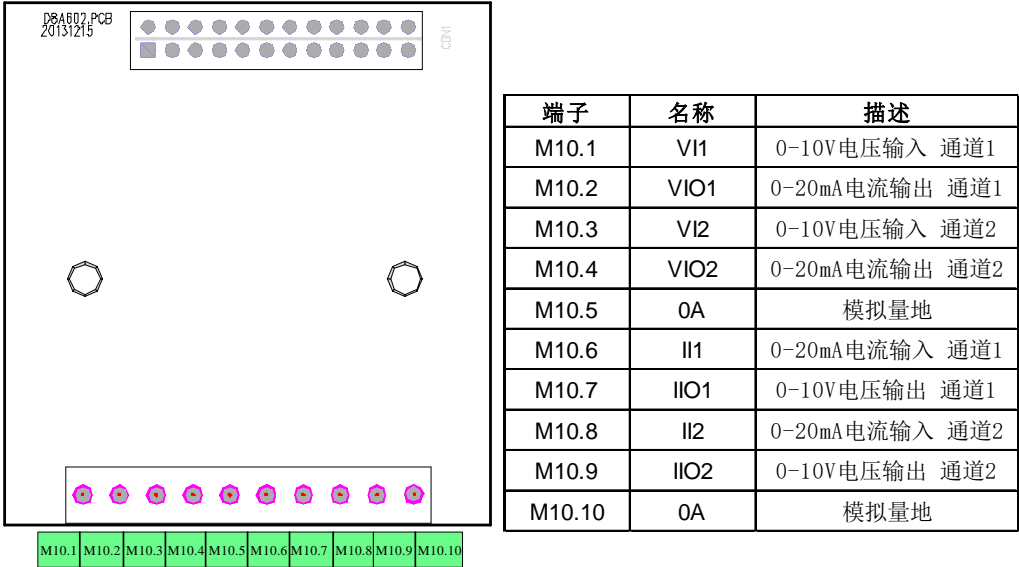 D8A602.PCB
20131215
CON1
端子 名称 描述
M10.1 VI1 0-10V电压输入 通道1
M10.2 VIO1 0-20mA电流输出 通道1
M10.3 VI2 0-10V电压输入 通道2
M10.4 VIO2 0-20mA电流输出 通道2
M10.5 0A 模拟量地
M10.6 II1 0-20mA电流输入 通道1
M10.7 IIO1 0-10V电压输出 通道1
M10.8 II2 0-20mA电流输入 通道2
M10.9 IIO2 0-10V电压输出 通道2
M10.10 0A 模拟量地
M10.1 M10.2 M10.3 M10.4 M10.5 M10.6 M10.7 M10.8 M10.9 M10.10